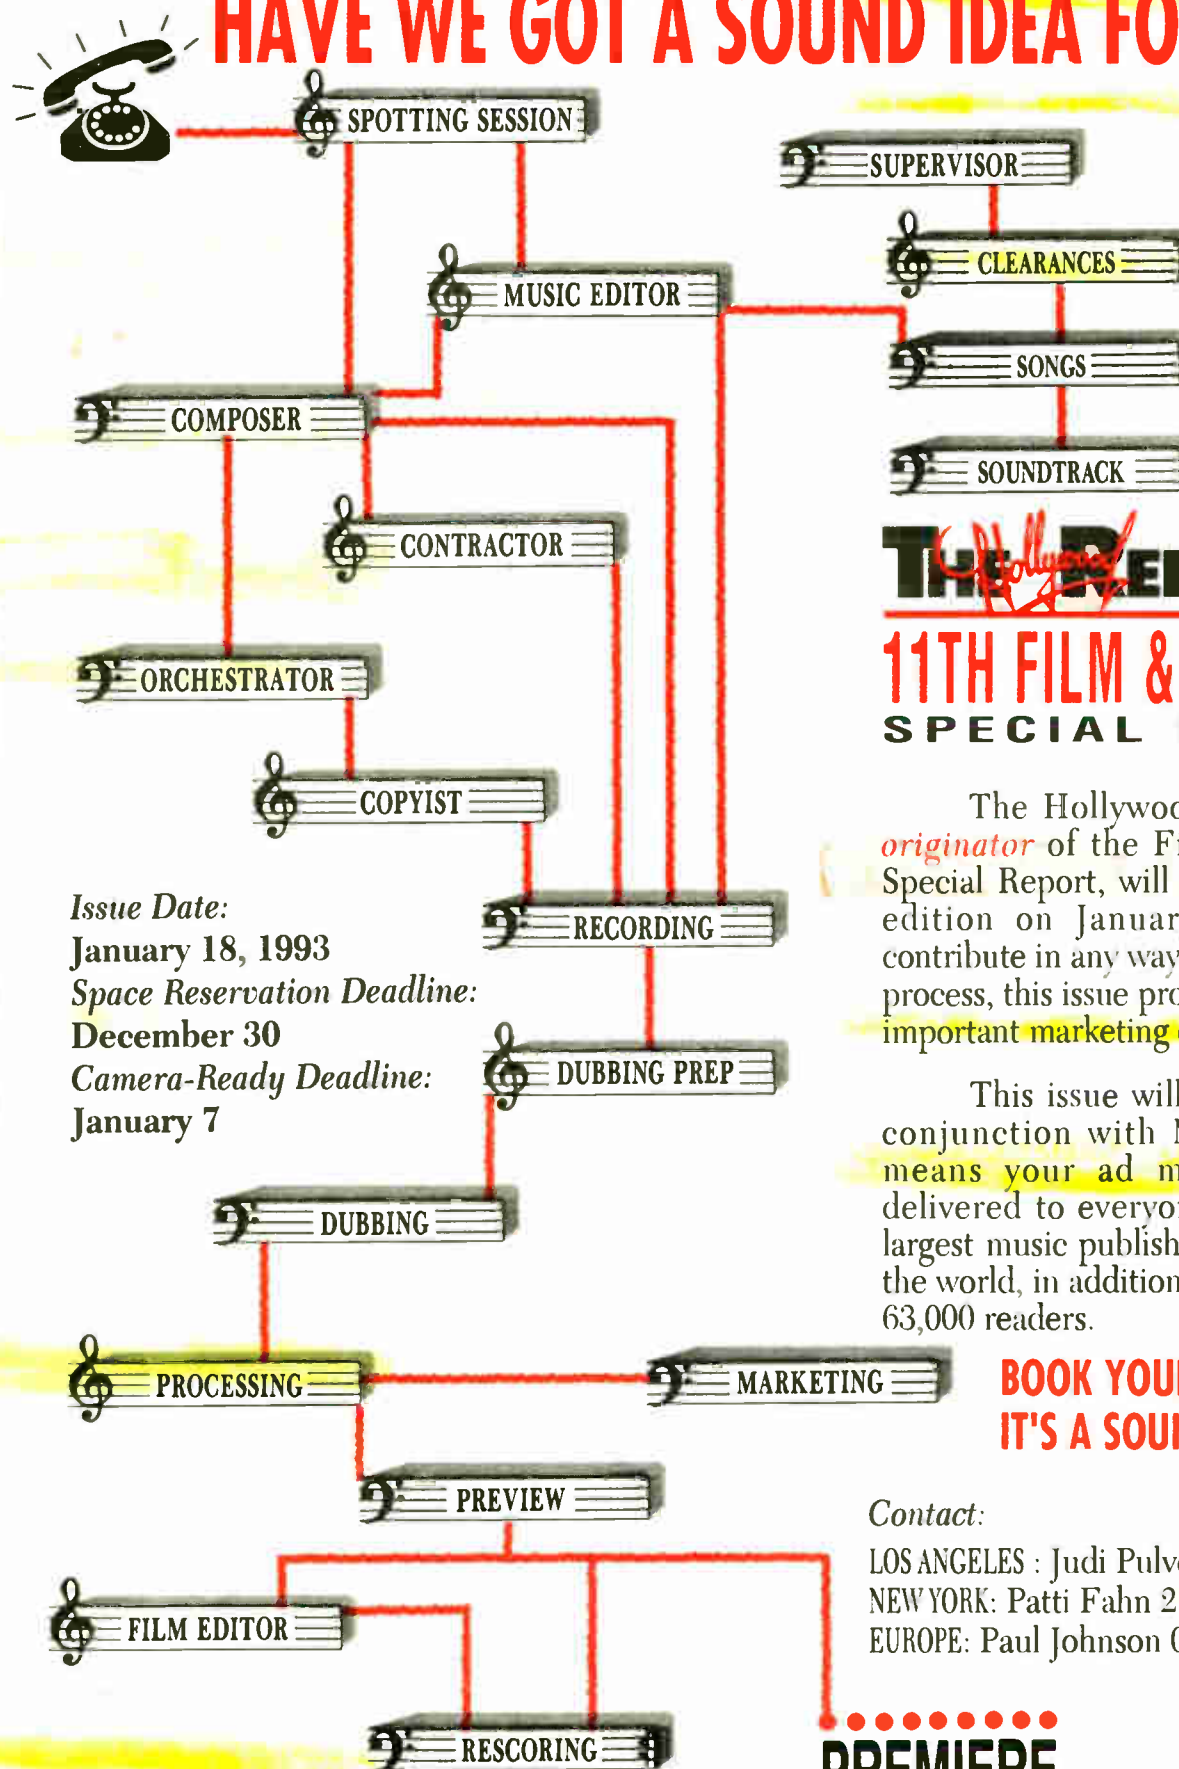 HAVE WE GOT A SOUND IDEA FO
SPOTTING SESSION
SUPERVISOR
CLEARANCES
MUSIC EDITOR
SONGS
COMPOSER
SOUNDTRACK
CONTRACTOR
THE Hollywood RE
11TH FILM &
SPECIAL
ORCHESTRATOR
COPYIST
RECORDING
The Hollywoo
originator of the F
Special Report, will
edition on Januar
contribute in any way
process, this issue pro
important marketing
Issue Date:
January 18, 1993
Space Reservation Deadline:
December 30
Camera-Ready Deadline:
January 7
DUBBING PREP
This issue will
conjunction with
means your ad m
delivered to everyo
largest music publish
the world, in addition
63,000 readers.
DUBBING
PROCESSING
MARKETING
BOOK YOU
IT'S A SOU
PREVIEW
Contact:
LOS ANGELES : Judi Pulv
NEW YORK: Patti Fahn 2
EUROPE: Paul Johnson
FILM EDITOR
RESCORING
PREMIERE